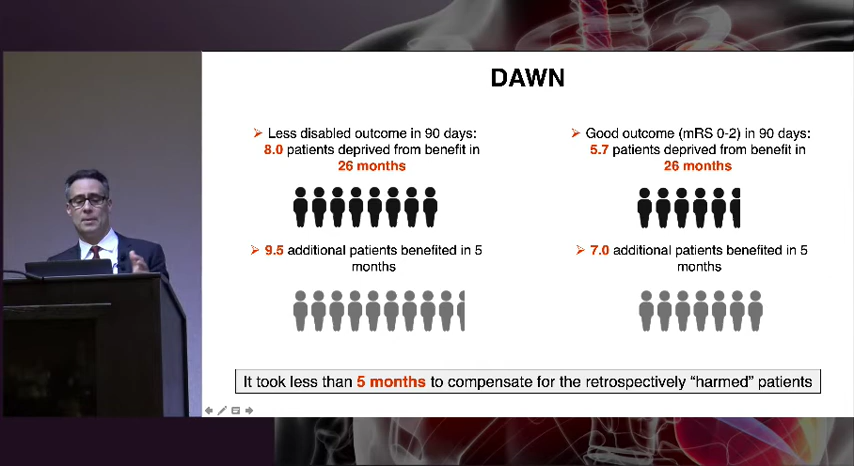 DAWN
➢ Less disabled outcome in 90 days:
8.0 patients deprived from benefit in
26 months
➢ 9.5 additional patients benefited in 5
months
➢ Good outcome (mRS 0-2) in 90 days:
5.7 patients deprived from benefit in
26 months
➢ 7.0 additional patients benefited in 5
months
It took less than 5 months to compensate for the retrospectively “harmed” patients